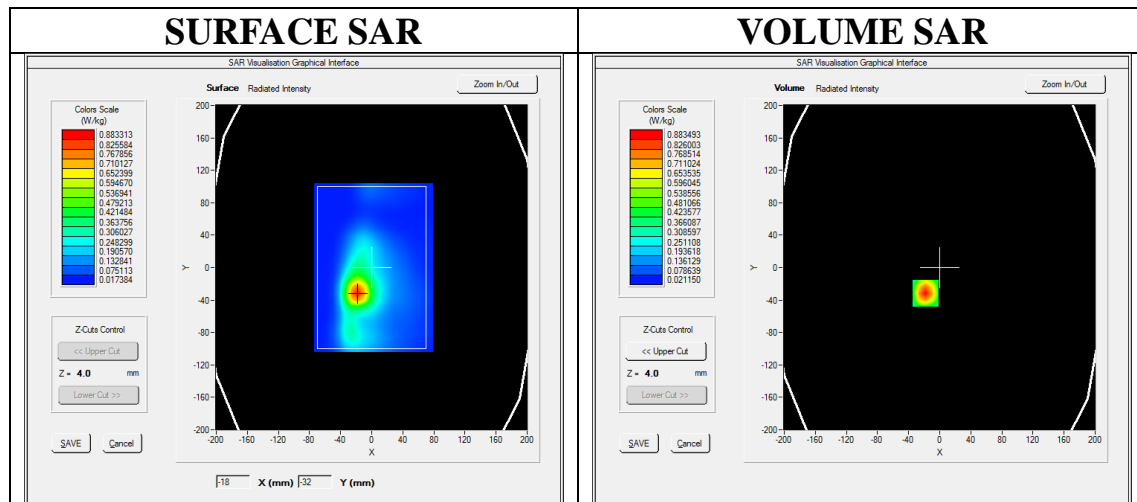 SURFACE SAR
SAR Visualisation Graphical Interface
Surface Radiated Intensity
Zoom In/Out
Colors Scale
(W/kg)
0.883313
0.825584
0.767856
0.710127
0.652399
0.594670
0.536941
0.479213
0.421484
0.363756
0.306027
0.248299
0.190570
0.132841
0.075113
0.017384
Z-Cuts Control
<< Upper Cut
Z = 4.0 mm
Lower Cut >>
SAVE Cancel
200
160
120
80
40
0
-40
-80
-120
-160
-200
Y
-200 -160 -120 -80 -40 0 40 80 120 160 200
X
-18 X (mm) -32 Y (mm)
VOLUME SAR
SAR Visualisation Graphical Interface
Volume Radiated Intensity
Zoom In/Out
Colors Scale
(W/kg)
0.883493
0.826003
0.768514
0.711024
0.653535
0.596045
0.538556
0.481066
0.423577
0.366087
0.308597
0.251108
0.193618
0.136129
0.078639
0.021150
Z-Cuts Control
<< Upper Cut
Z = 4.0 mm
Lower Cut >>
SAVE Cancel
200
160
120
80
40
0
-40
-80
-120
-160
-200
Y
-200 -160 -120 -80 -40 0 40 80 120 160 200
X